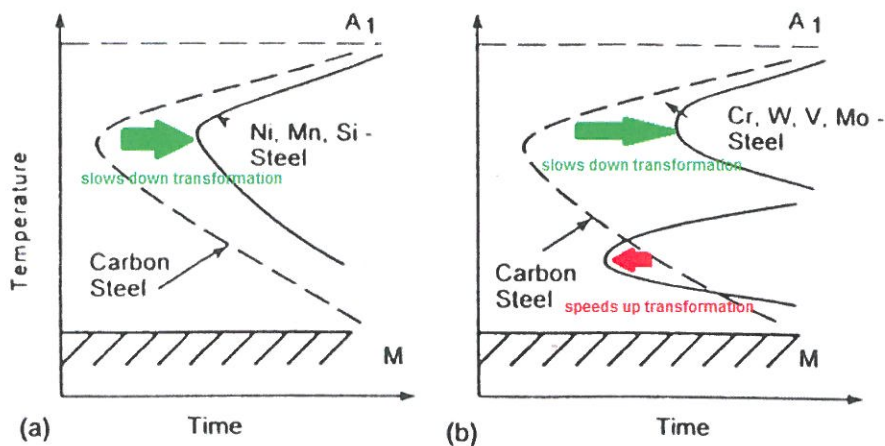 A1
Ni, Mn, Si -
Steel
slows down transformation
Carbon
Steel
M
Temperature
Time
(a)
A1
Cr, W, V, Mo -
Steel
slows down transformation
Carbon
Steel
speeds up transformation
M
Time
(b)